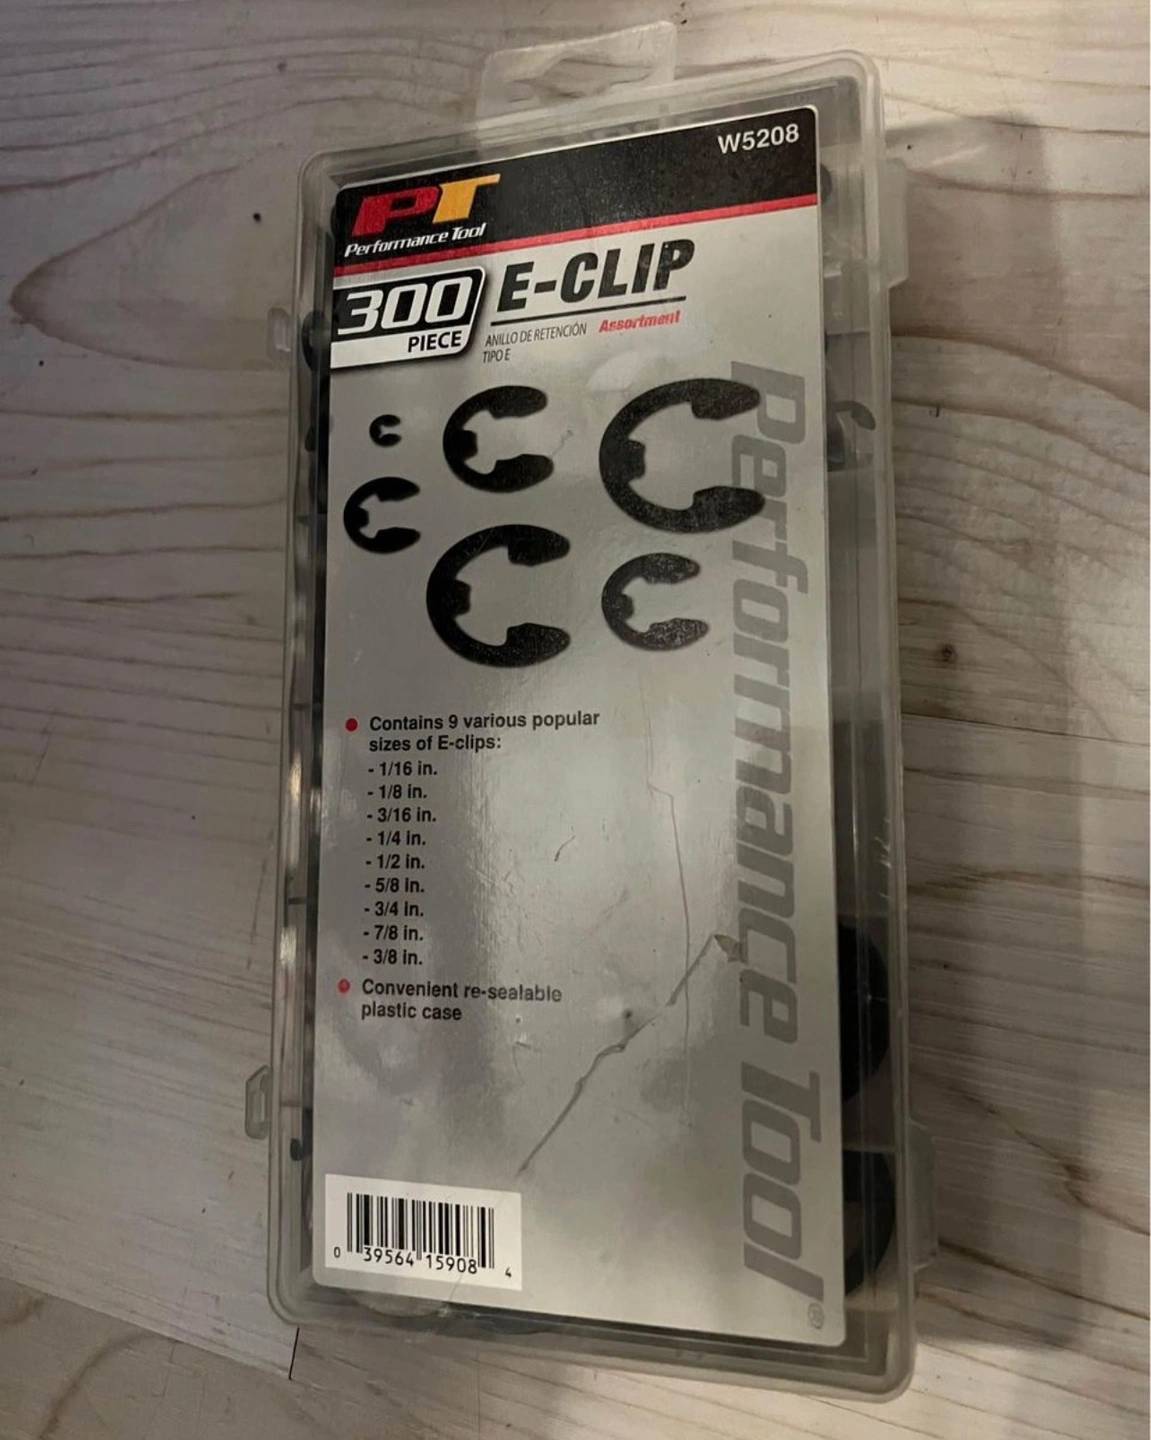 W5208
PT
Performance Tool
300
PIECE
E-CLIP
ANILLO DE RETENCIÓN
TIPO E
Assortment
Performance Tool®
Contains 9 various popular
sizes of E-clips:
- 1/16 in.
- 1/8 in.
- 3/16 in.
- 1/4 in.
- 1/2 in.
- 5/8 in.
- 3/4 in.
- 7/8 in.
- 3/8 in.
Convenient re-sealable
plastic case
0 39564 15908 4